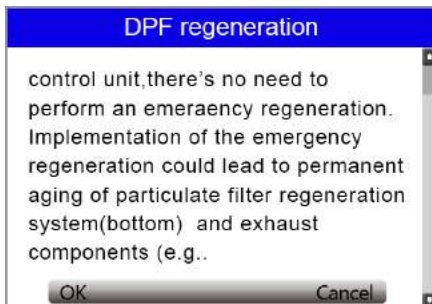 DPF regeneration
control unit,there's no need to
perform an emeraency regeneration.
Implementation of the emergency
regeneration could lead to permanent
aging of particulate filter regeneration
system(bottom) and exhaust
components (e.g..
OK Cancel